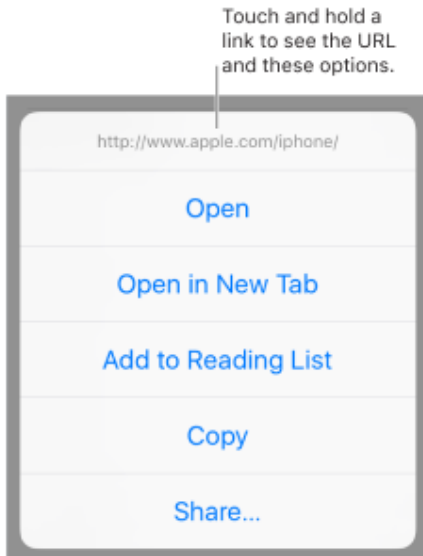 Touch and hold a
link to see the URL
and these options.
http://www.apple.com/iphone/
Open
Open in New Tab
Add to Reading List
Copy
Share...